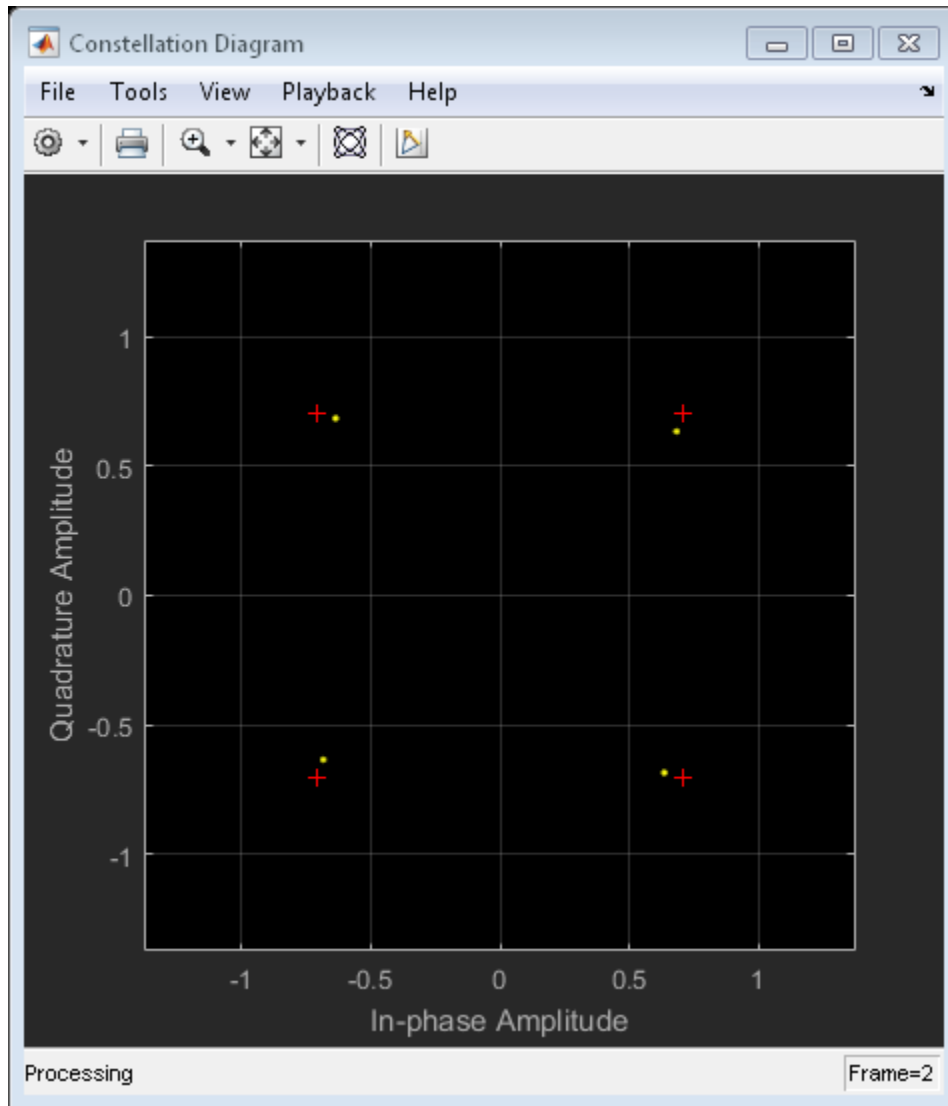 Constellation Diagram
File Tools View Playback Help
1
0.5
0
-0.5
-1
Quadrature Amplitude
-1 -0.5 0 0.5 1
In-phase Amplitude
Processing Frame=2